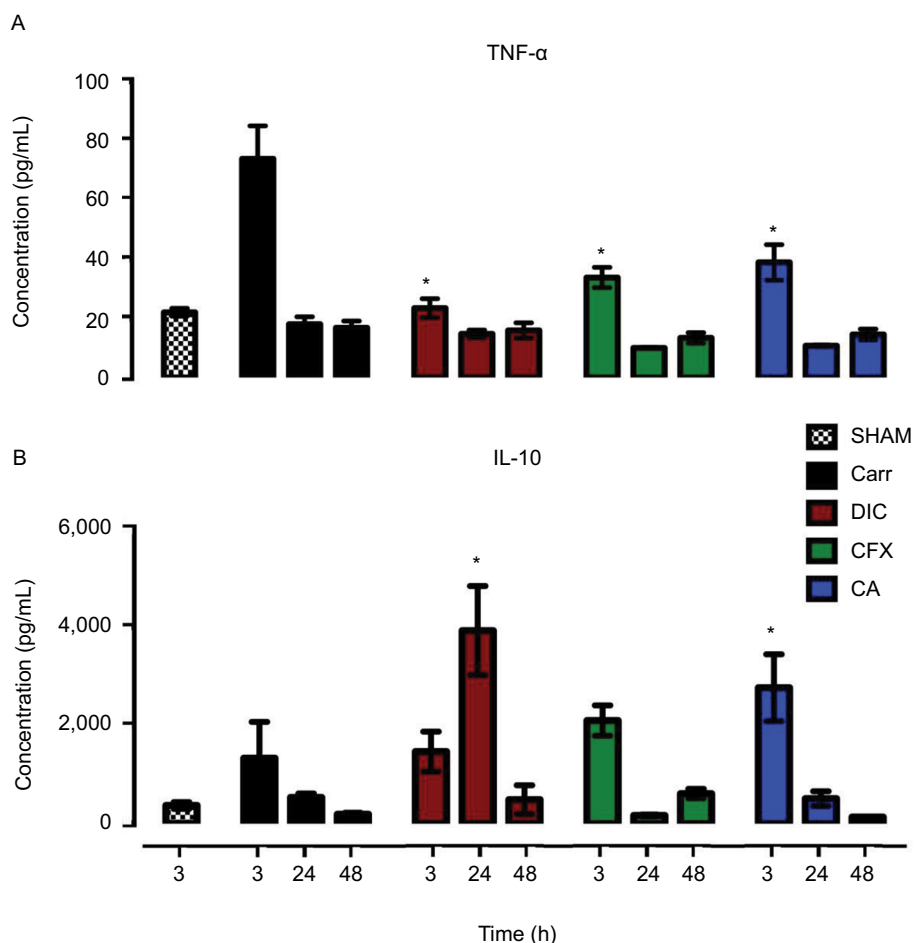 A
TNF-α
Concentration (pg/mL)
100
80
60
40
20
0
*
*
*
B
IL-10
Concentration (pg/mL)
6,000
4,000
2,000
0
*
*
SHAM
Carr
DIC
CFX
CA
3 3 24 48 3 24 48 3 24 48 3 24 48
Time (h)